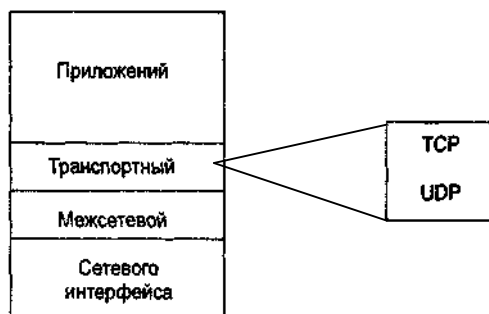 Приложений
Транспортный
Межсетевой
Сетевого
интерфейса
TCP
UDP